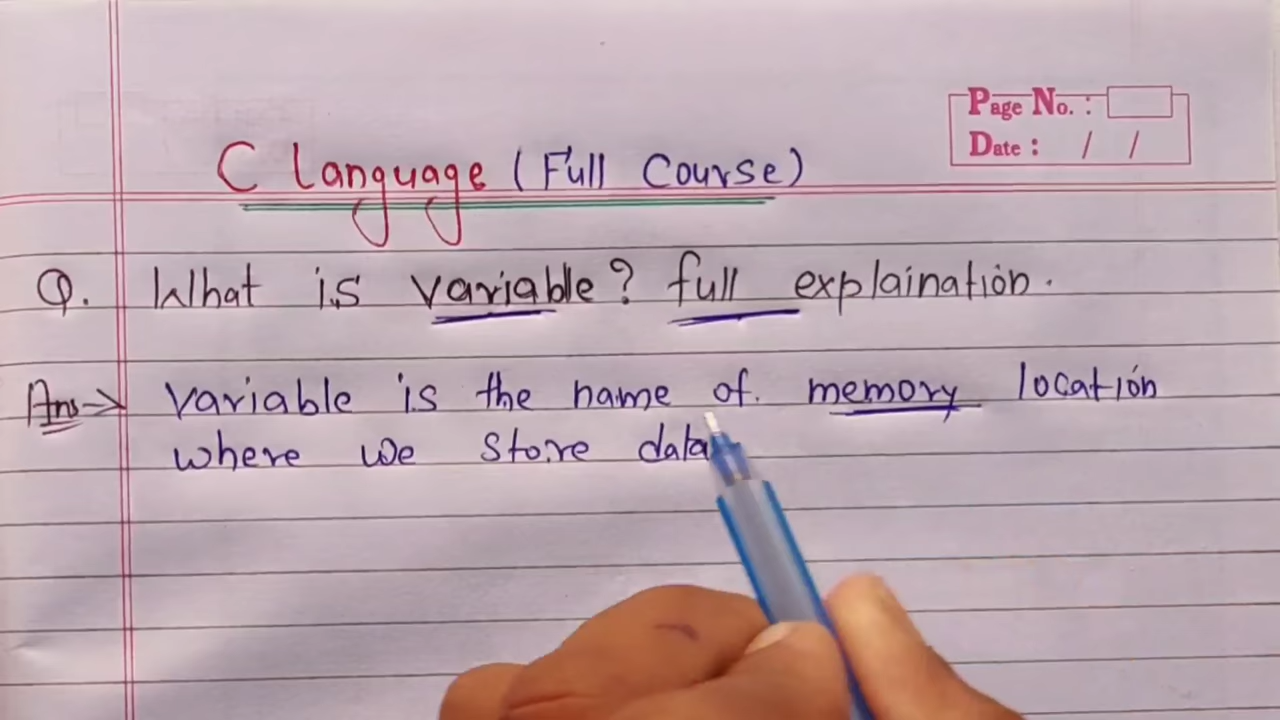 Page No. :
Date : / /
C language (Full Course)
Q. What is variable? full explaination.
Ans-> variable is the name of. memory location
where we store data